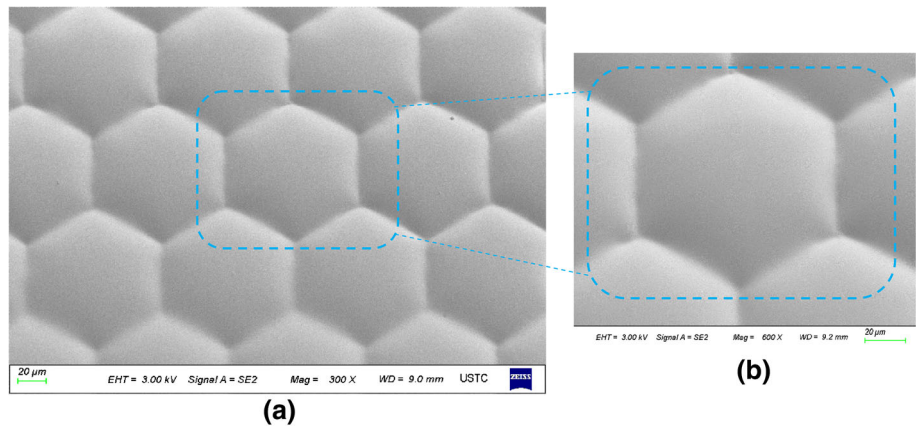 20 µm
EHT = 3.00 kV Signal A = SE2 Mag = 300 X WD = 9.0 mm USTC ZEISS
(a)
EHT = 3.00 kV Signal A = SE2 Mag = 600 X WD = 9.2 mm 20 µm
(b)